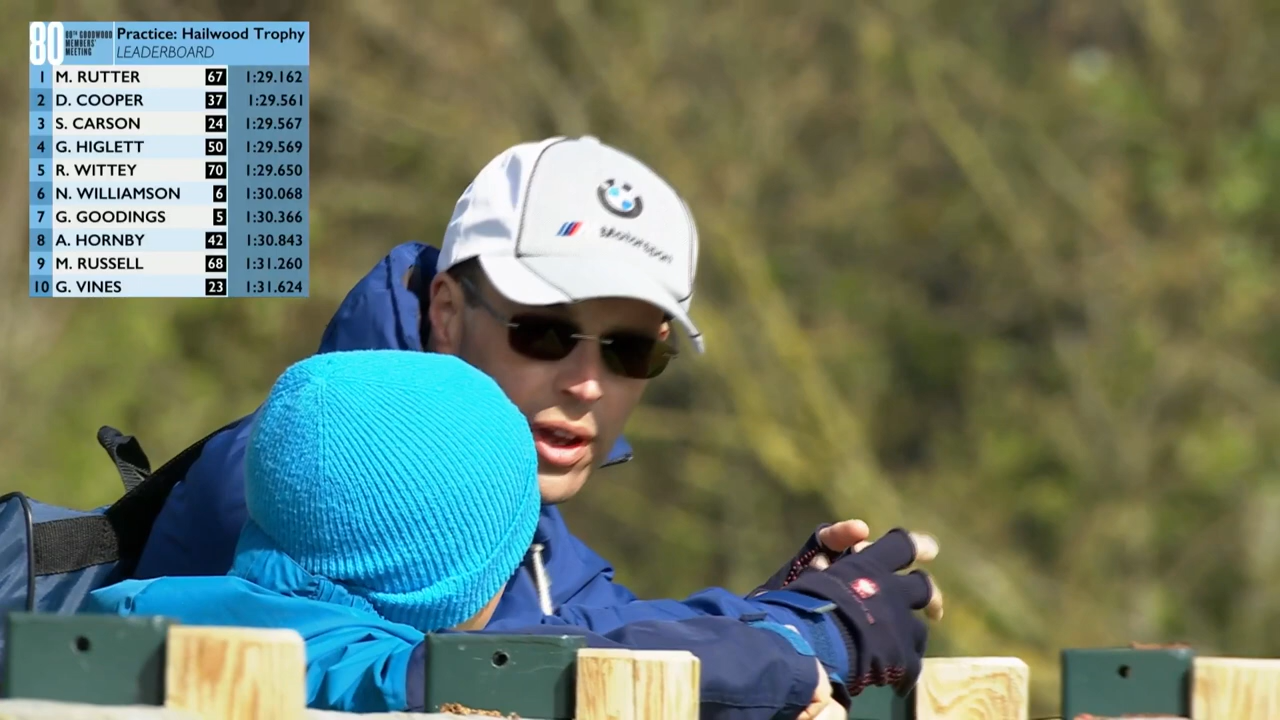 80 80TH GOODWOOD MEMBERS' MEETING
Practice: Hailwood Trophy
LEADERBOARD
1 M. RUTTER 67 1:29.162
2 D. COOPER 37 1:29.561
3 S. CARSON 24 1:29.567
4 G. HIGLETT 50 1:29.569
5 R. WITTEY 70 1:29.650
6 N. WILLIAMSON 6 1:30.068
7 G. GOODINGS 5 1:30.366
8 A. HORNBY 42 1:30.843
9 M. RUSSELL 68 1:31.260
10 G. VINES 23 1:31.624
BMW
Motorsport